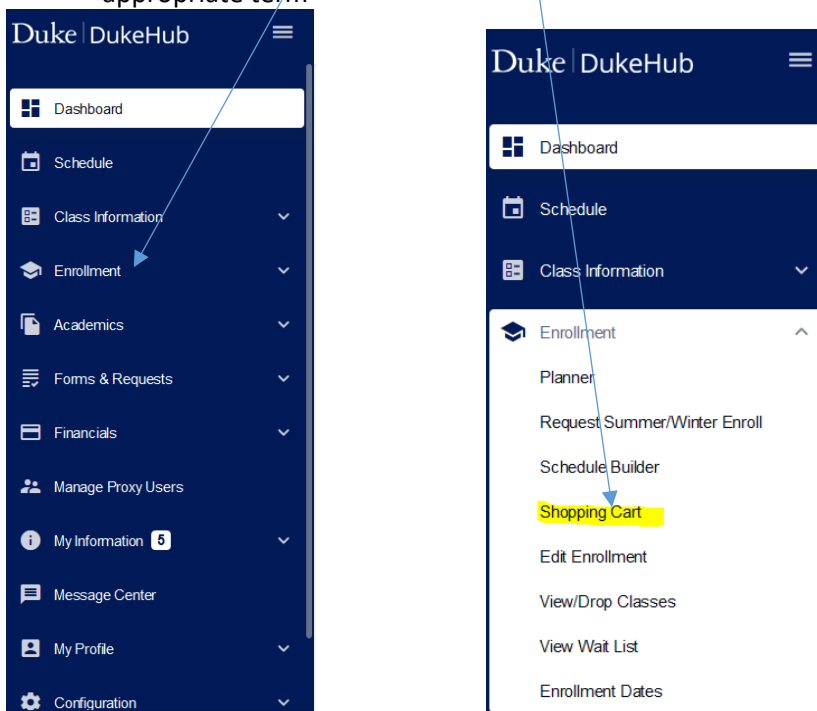 appropriate term
Duke DukeHub
Dashboard
Schedule
Class Information
Enrollment
Academics
Forms & Requests
Financials
Manage Proxy Users
My Information 5
Message Center
My Profile
Configuration
Duke DukeHub
Dashboard
Schedule
Class Information
Enrollment
Planner
Request Summer/Winter Enroll
Schedule Builder
Shopping Cart
Edit Enrollment
View/Drop Classes
View Wait List
Enrollment Dates